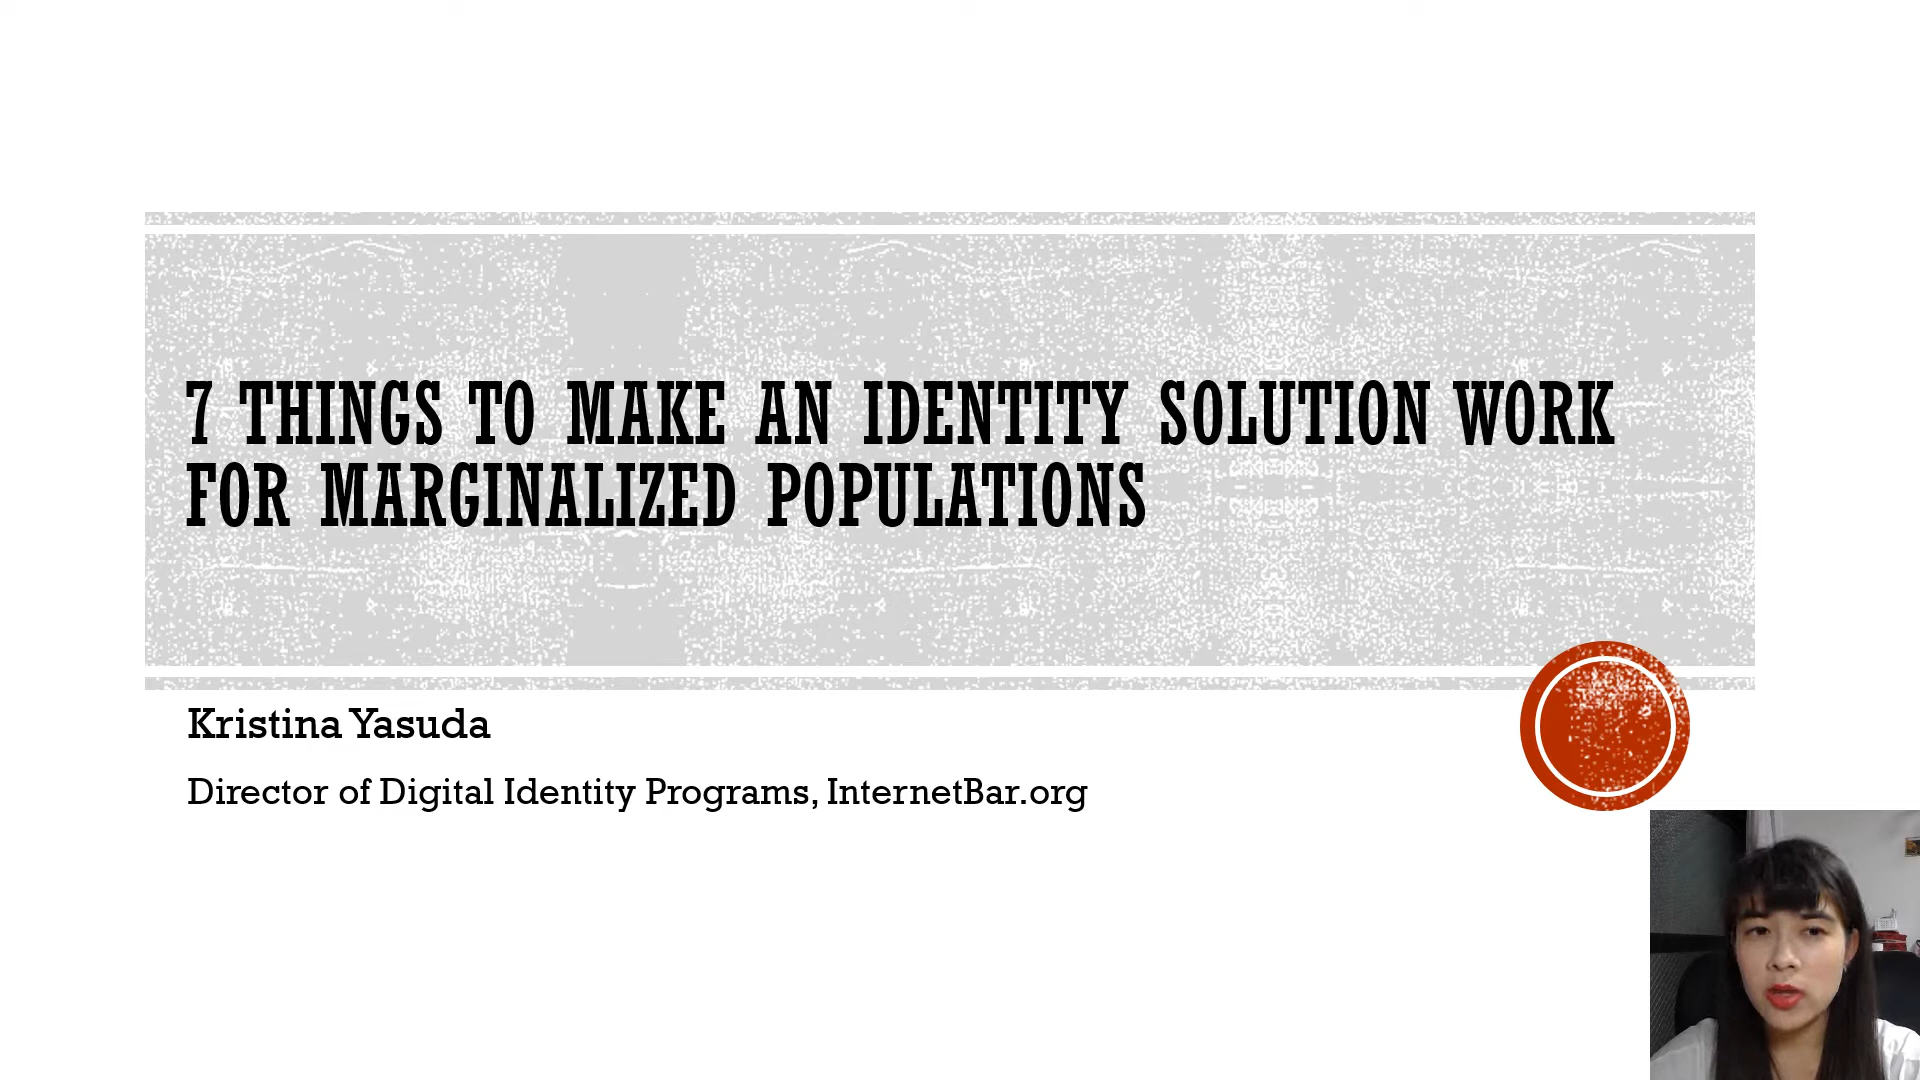 7 THINGS TO MAKE AN IDENTITY SOLUTION WORK
FOR MARGINALIZED POPULATIONS
Kristina Yasuda
Director of Digital Identity Programs, InternetBar.org